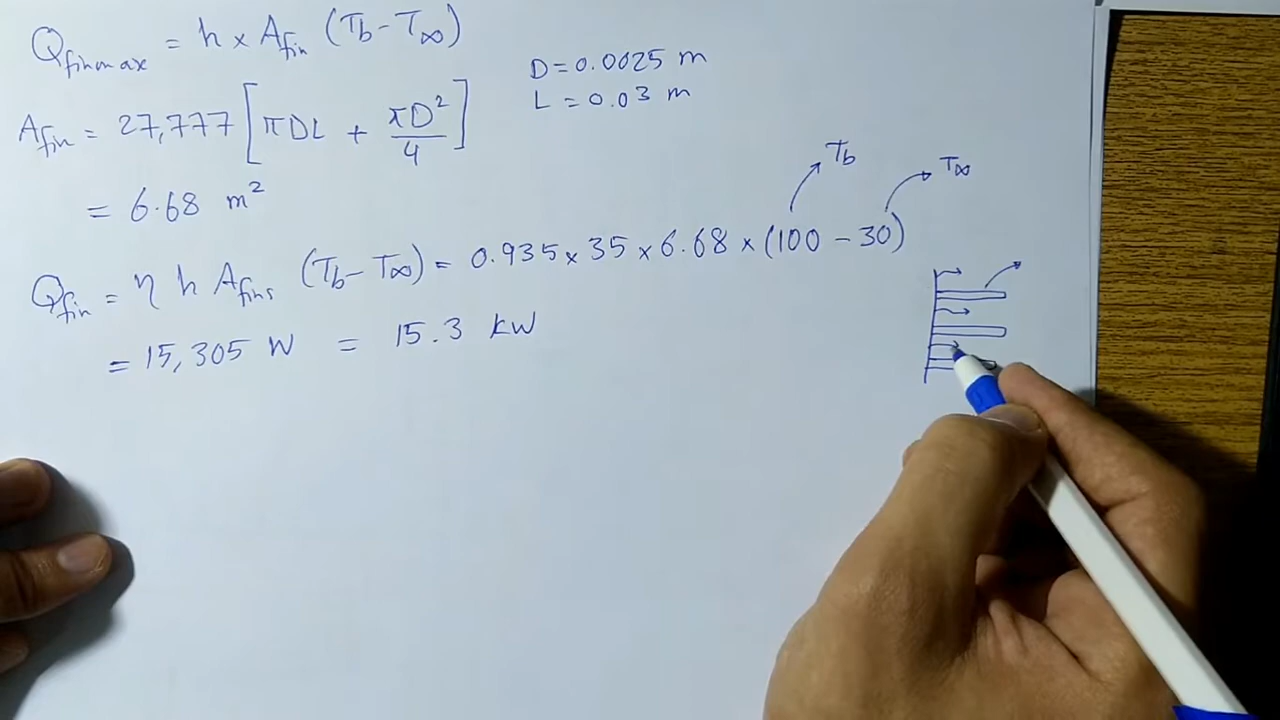 Q_finmax = h × A_fin (T_b - T_∞)
D = 0.0025 m
L = 0.03 m
A_fin = 27,777 [πDL + πD²/4]
= 6.68 m²
T_b
T_∞
Q_fin = η h A_fins (T_b - T_∞) = 0.935 × 35 × 6.68 × (100 - 30)
= 15,305 W = 15.3 kW